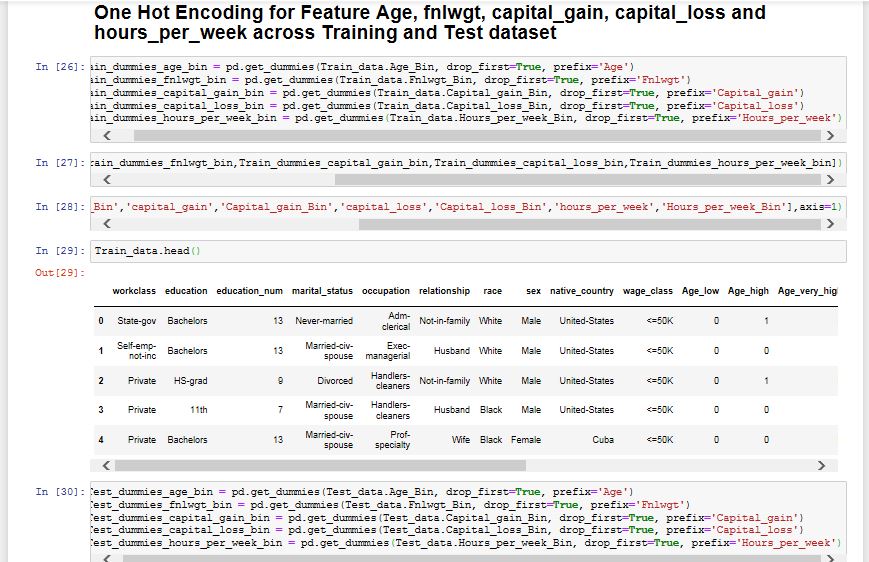 One Hot Encoding for Feature Age, fnlwgt, capital_gain, capital_loss and
hours_per_week across Training and Test dataset
In [26]: ain_dummies_age_bin = pd.get_dummies(Train_data.Age_Bin, drop_first=True, prefix='Age')
ain_dummies_fnlwgt_bin = pd.get_dummies(Train_data.Fnlwgt_Bin, drop_first=True, prefix='Fnlwgt')
ain_dummies_capital_gain_bin = pd.get_dummies(Train_data.Capital_gain_Bin, drop_first=True, prefix='Capital_gain')
ain_dummies_capital_loss_bin = pd.get_dummies(Train_data.Capital_loss_Bin, drop_first=True, prefix='Capital_loss')
ain_dummies_hours_per_week_bin = pd.get_dummies(Train_data.Hours_per_week_Bin, drop_first=True, prefix='Hours_per_week')
In [27]: rain_dummies_fnlwgt_bin,Train_dummies_capital_gain_bin,Train_dummies_capital_loss_bin,Train_dummies_hours_per_week_bin])
In [28]: _Bin','capital_gain','Capital_gain_Bin','capital_loss','Capital_loss_Bin','hours_per_week','Hours_per_week_Bin'],axis=1)
In [29]: Train_data.head()
Out[29]:
workclass education education_num marital_status occupation relationship race sex native_country wage_class Age_low Age_high Age_very_high
0 State-gov Bachelors 13 Never-married Adm-clerical Not-in-family White Male United-States <=50K 0 1
1 Self-emp-not-inc Bachelors 13 Married-civ-spouse Exec-managerial Husband White Male United-States <=50K 0 0
2 Private HS-grad 9 Divorced Handlers-cleaners Not-in-family White Male United-States <=50K 0 1
3 Private 11th 7 Married-civ-spouse Handlers-cleaners Husband Black Male United-States <=50K 0 0
4 Private Bachelors 13 Married-civ-spouse Prof-specialty Wife Black Female Cuba <=50K 0 0
In [30]: Test_dummies_age_bin = pd.get_dummies(Test_data.Age_Bin, drop_first=True, prefix='Age')
Test_dummies_fnlwgt_bin = pd.get_dummies(Test_data.Fnlwgt_Bin, drop_first=True, prefix='Fnlwgt')
Test_dummies_capital_gain_bin = pd.get_dummies(Test_data.Capital_gain_Bin, drop_first=True, prefix='Capital_gain')
Test_dummies_capital_loss_bin = pd.get_dummies(Test_data.Capital_loss_Bin, drop_first=True, prefix='Capital_loss')
Test_dummies_hours_per_week_bin = pd.get_dummies(Test_data.Hours_per_week_Bin, drop_first=True, prefix='Hours_per_week')